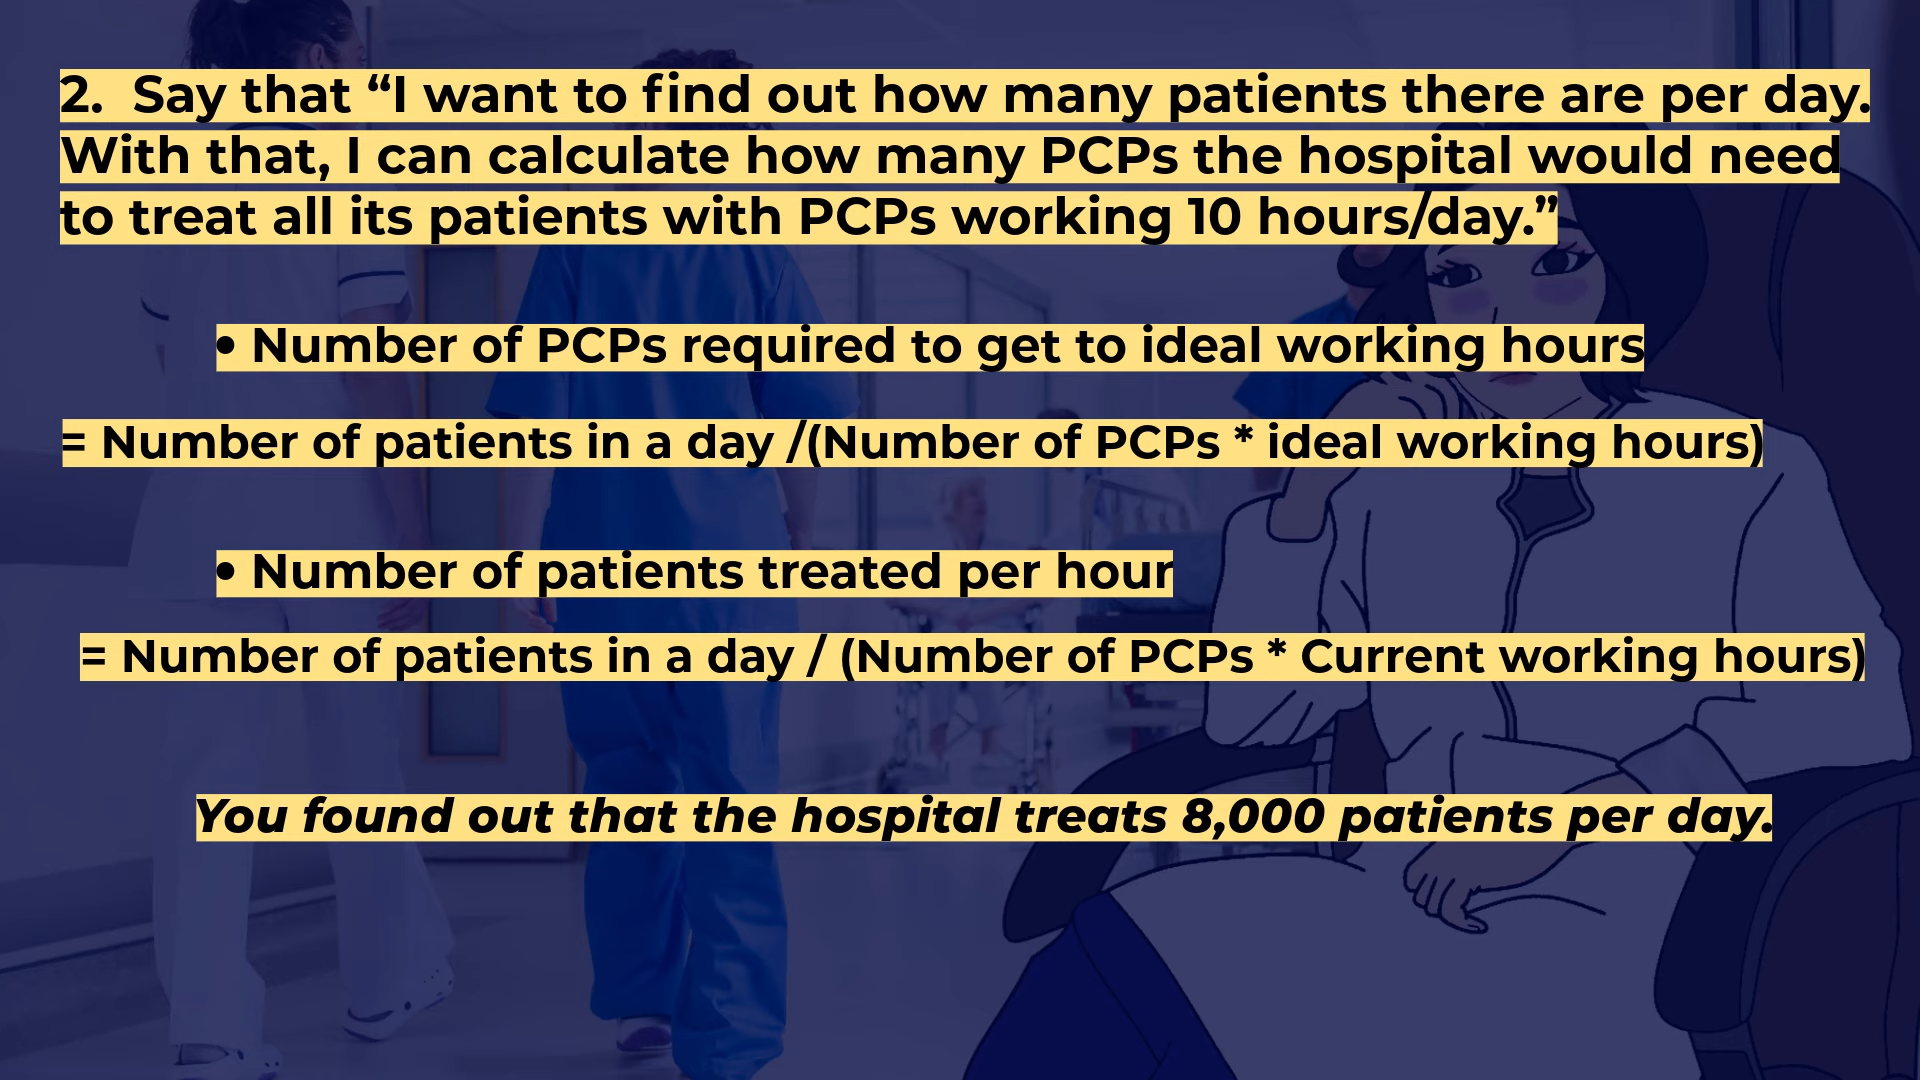 2. Say that “I want to find out how many patients there are per day.
With that, I can calculate how many PCPs the hospital would need
to treat all its patients with PCPs working 10 hours/day.”
• Number of PCPs required to get to ideal working hours
= Number of patients in a day /(Number of PCPs * ideal working hours)
• Number of patients treated per hour
= Number of patients in a day / (Number of PCPs * Current working hours)
You found out that the hospital treats 8,000 patients per day.